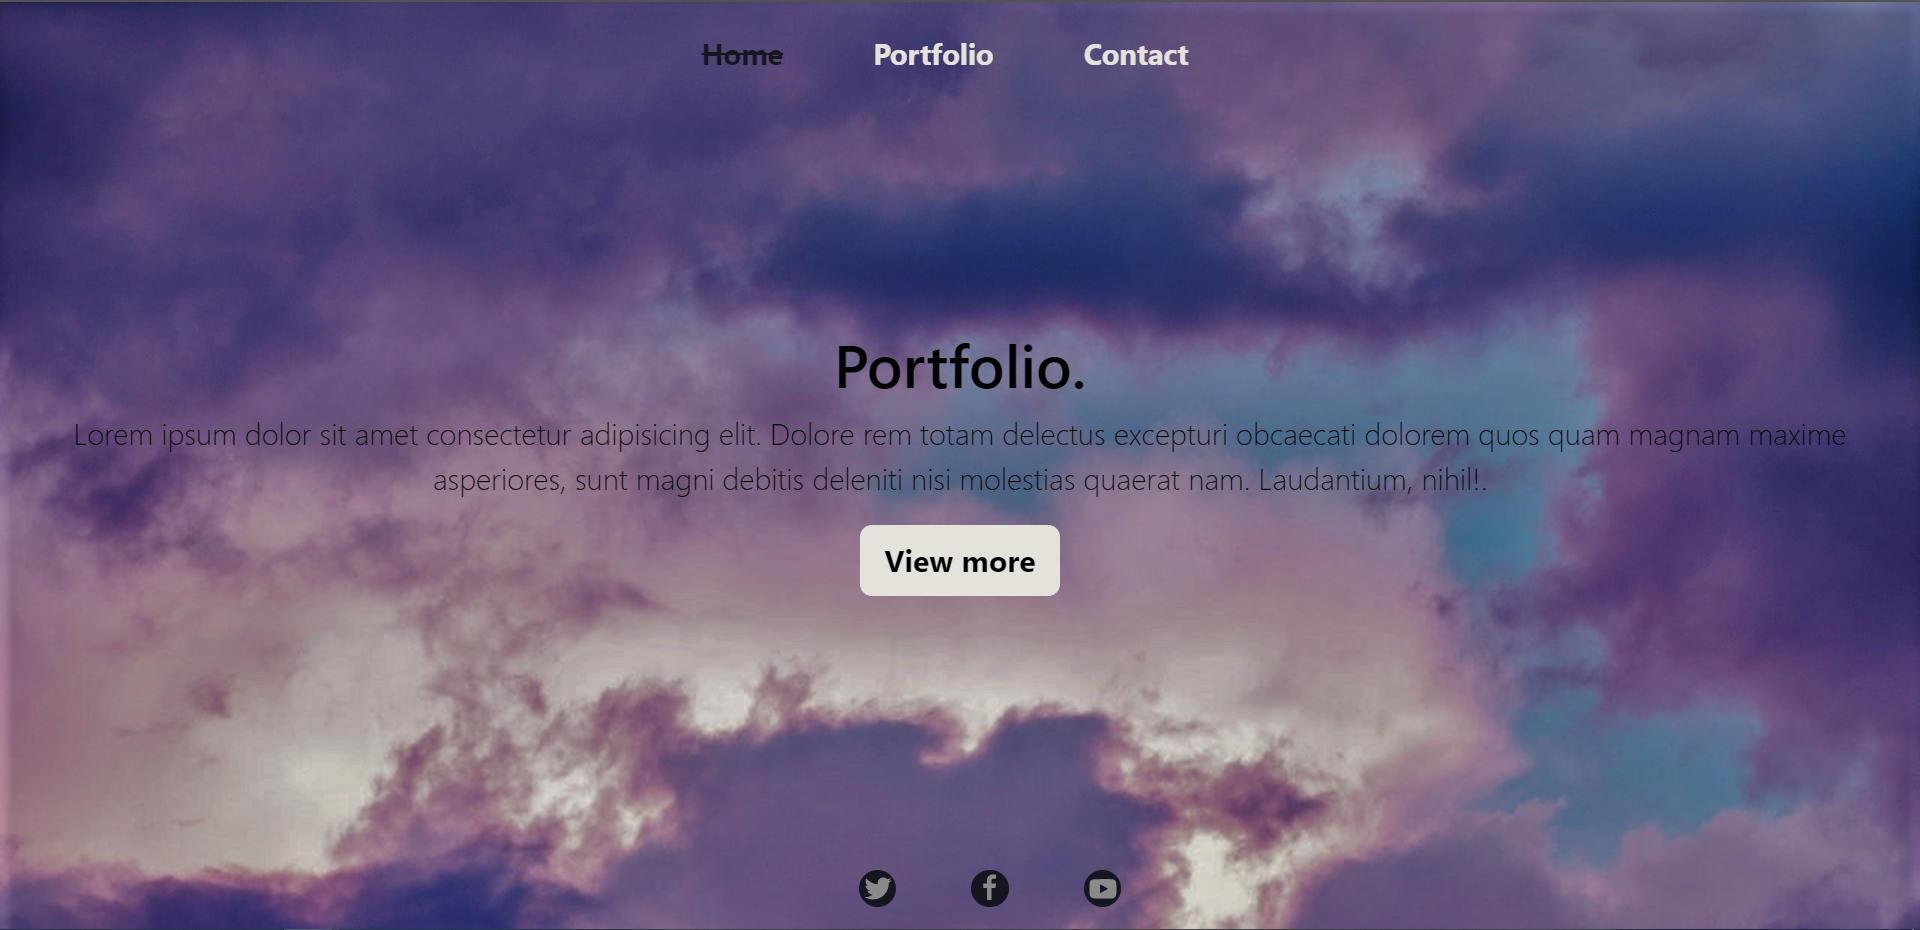 Home Portfolio Contact
Portfolio.
Lorem ipsum dolor sit amet consectetur adipisicing elit. Dolore rem totam delectus excepturi obcaecati dolorem quos quam magnam maxime
asperiores, sunt magni debitis deleniti nisi molestias quaerat nam. Laudantium, nihil!.
View more